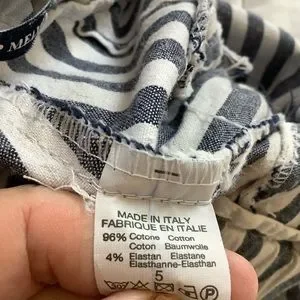 MADE IN ITALY
FABRIQUE EN ITALIE
96% Cotone Cotton
Coton Baumwolle
4% Elastan Elastane
Elasthanne-Elasthan
5